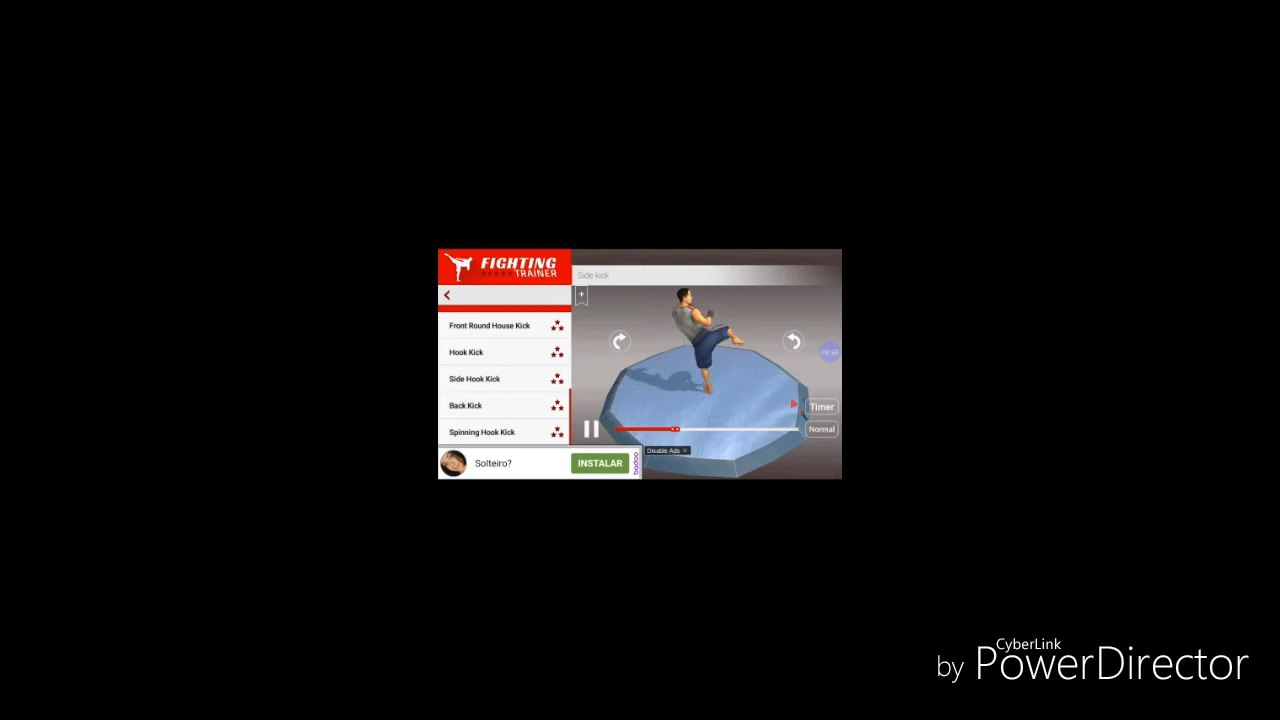 FIGHTING
TRAINER
Side kick
Front Round House Kick
Hook Kick
Side Hook Kick
Back Kick
Spinning Hook Kick
Timer
Normal
Disable Ads ×
Solteiro?
INSTALAR
badoo
CyberLink
by PowerDirector